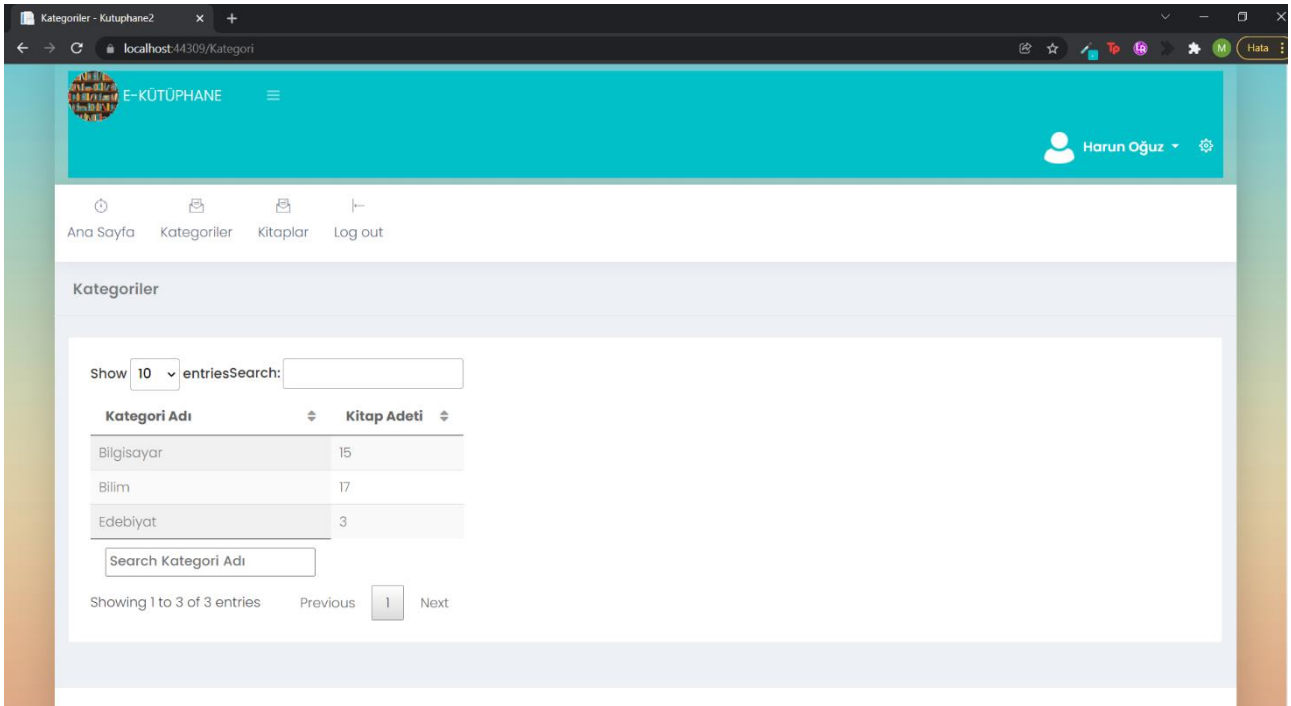 Kategoriler - Kutuphane2
localhost:44309/Kategori
M Hata
E-KÜTÜPHANE
Harun Oğuz
Ana Sayfa Kategoriler Kitaplar Log out
Kategoriler
Show 10 entriesSearch:
Kategori Adı Kitap Adeti
Bilgisayar 15
Bilim 17
Edebiyat 3
Search Kategori Adı
Showing 1 to 3 of 3 entries Previous 1 Next